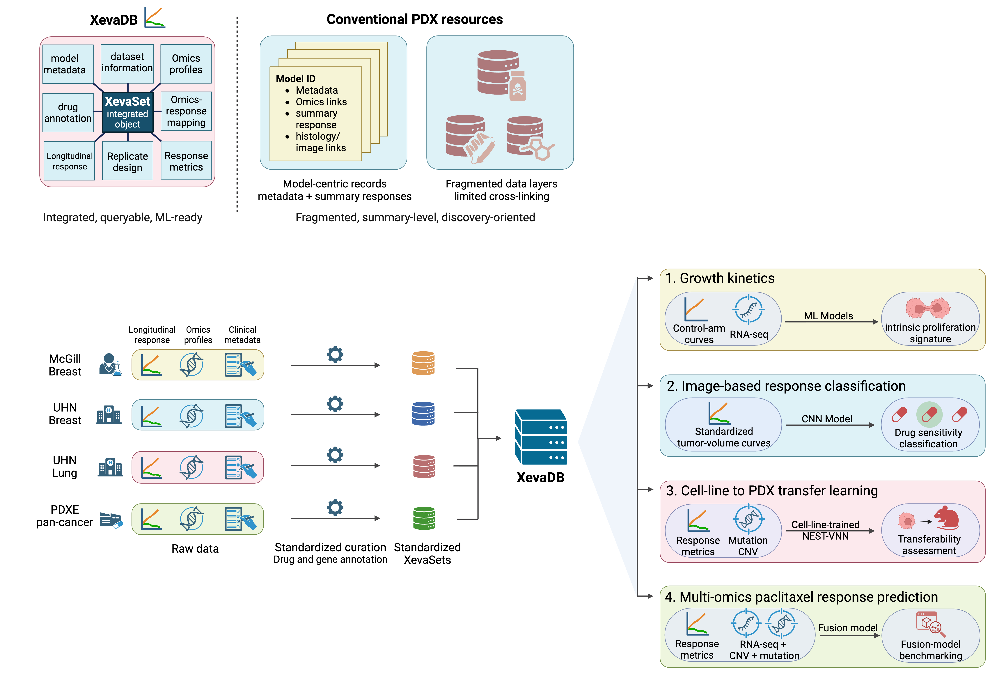 XevaDB
model
metadata
dataset
information
Omics
profiles
drug
annotation
XevaSet
integrated
object
Omics-
response
mapping
Longitudinal
response
Replicate
design
Response
metrics
Integrated, queryable, ML-ready
Conventional PDX resources
Model ID
• Metadata
• Omics links
• summary
response
• histology/
image links
Model-centric records
metadata + summary responses
Fragmented data layers
limited cross-linking
Fragmented, summary-level, discovery-oriented
Longitudinal
response
Omics
profiles
Clinical
metadata
McGill
Breast
UHN
Breast
H
UHN
Lung
H
PDXE
pan-cancer
Raw data
Standardized curation
Drug and gene annotation
Standardized
XevaSets
XevaDB
1. Growth kinetics
Control-arm
curves
RNA-seq
ML Models
intrinsic proliferation
signature
2. Image-based response classification
Standardized
tumor-volume curves
CNN Model
Drug sensitivity
classification
3. Cell-line to PDX transfer learning
Response
metrics
Mutation
CNV
Cell-line-trained
NEST-VNN
Transferability
assessment
4. Multi-omics paclitaxel response prediction
Response
metrics
RNA-seq +
CNV + mutation
Fusion model
Fusion-model
benchmarking